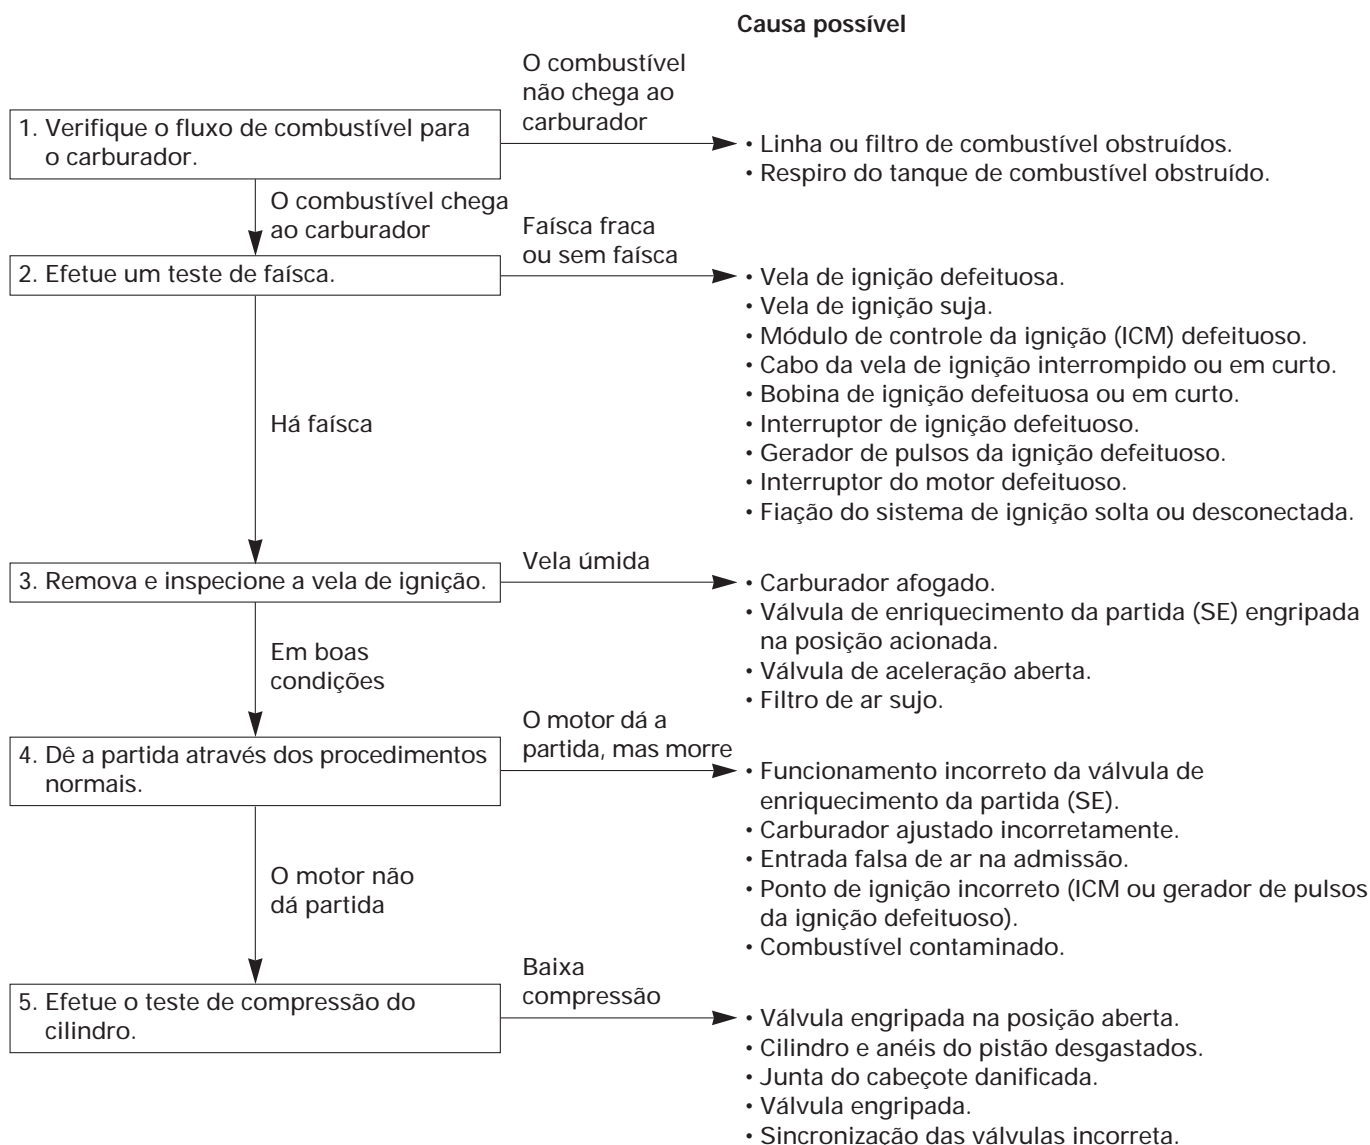 Causa possível
O combustível
não chega ao
carburador
1. Verifique o fluxo de combustível para
o carburador.
• Linha ou filtro de combustível obstruídos.
• Respiro do tanque de combustível obstruído.
O combustível chega
ao carburador
Faísca fraca
ou sem faísca
2. Efetue um teste de faísca.
• Vela de ignição defeituosa.
• Vela de ignição suja.
• Módulo de controle da ignição (ICM) defeituoso.
• Cabo da vela de ignição interrompido ou em curto.
• Bobina de ignição defeituosa ou em curto.
• Interruptor de ignição defeituoso.
• Gerador de pulsos da ignição defeituoso.
• Interruptor do motor defeituoso.
• Fiação do sistema de ignição solta ou desconectada.
Há faísca
Vela úmida
3. Remova e inspecione a vela de ignição.
• Carburador afogado.
• Válvula de enriquecimento da partida (SE) engripada
na posição acionada.
• Válvula de aceleração aberta.
• Filtro de ar sujo.
Em boas
condições
O motor dá a
partida, mas morre
4. Dê a partida através dos procedimentos
normais.
• Funcionamento incorreto da válvula de
enriquecimento da partida (SE).
• Carburador ajustado incorretamente.
• Entrada falsa de ar na admissão.
• Ponto de ignição incorreto (ICM ou gerador de pulsos
da ignição defeituoso).
• Combustível contaminado.
O motor não
dá partida
Baixa
compressão
5. Efetue o teste de compressão do
cilindro.
• Válvula engripada na posição aberta.
• Cilindro e anéis do pistão desgastados.
• Junta do cabeçote danificada.
• Válvula engripada.
• Sincronização das válvulas incorreta.